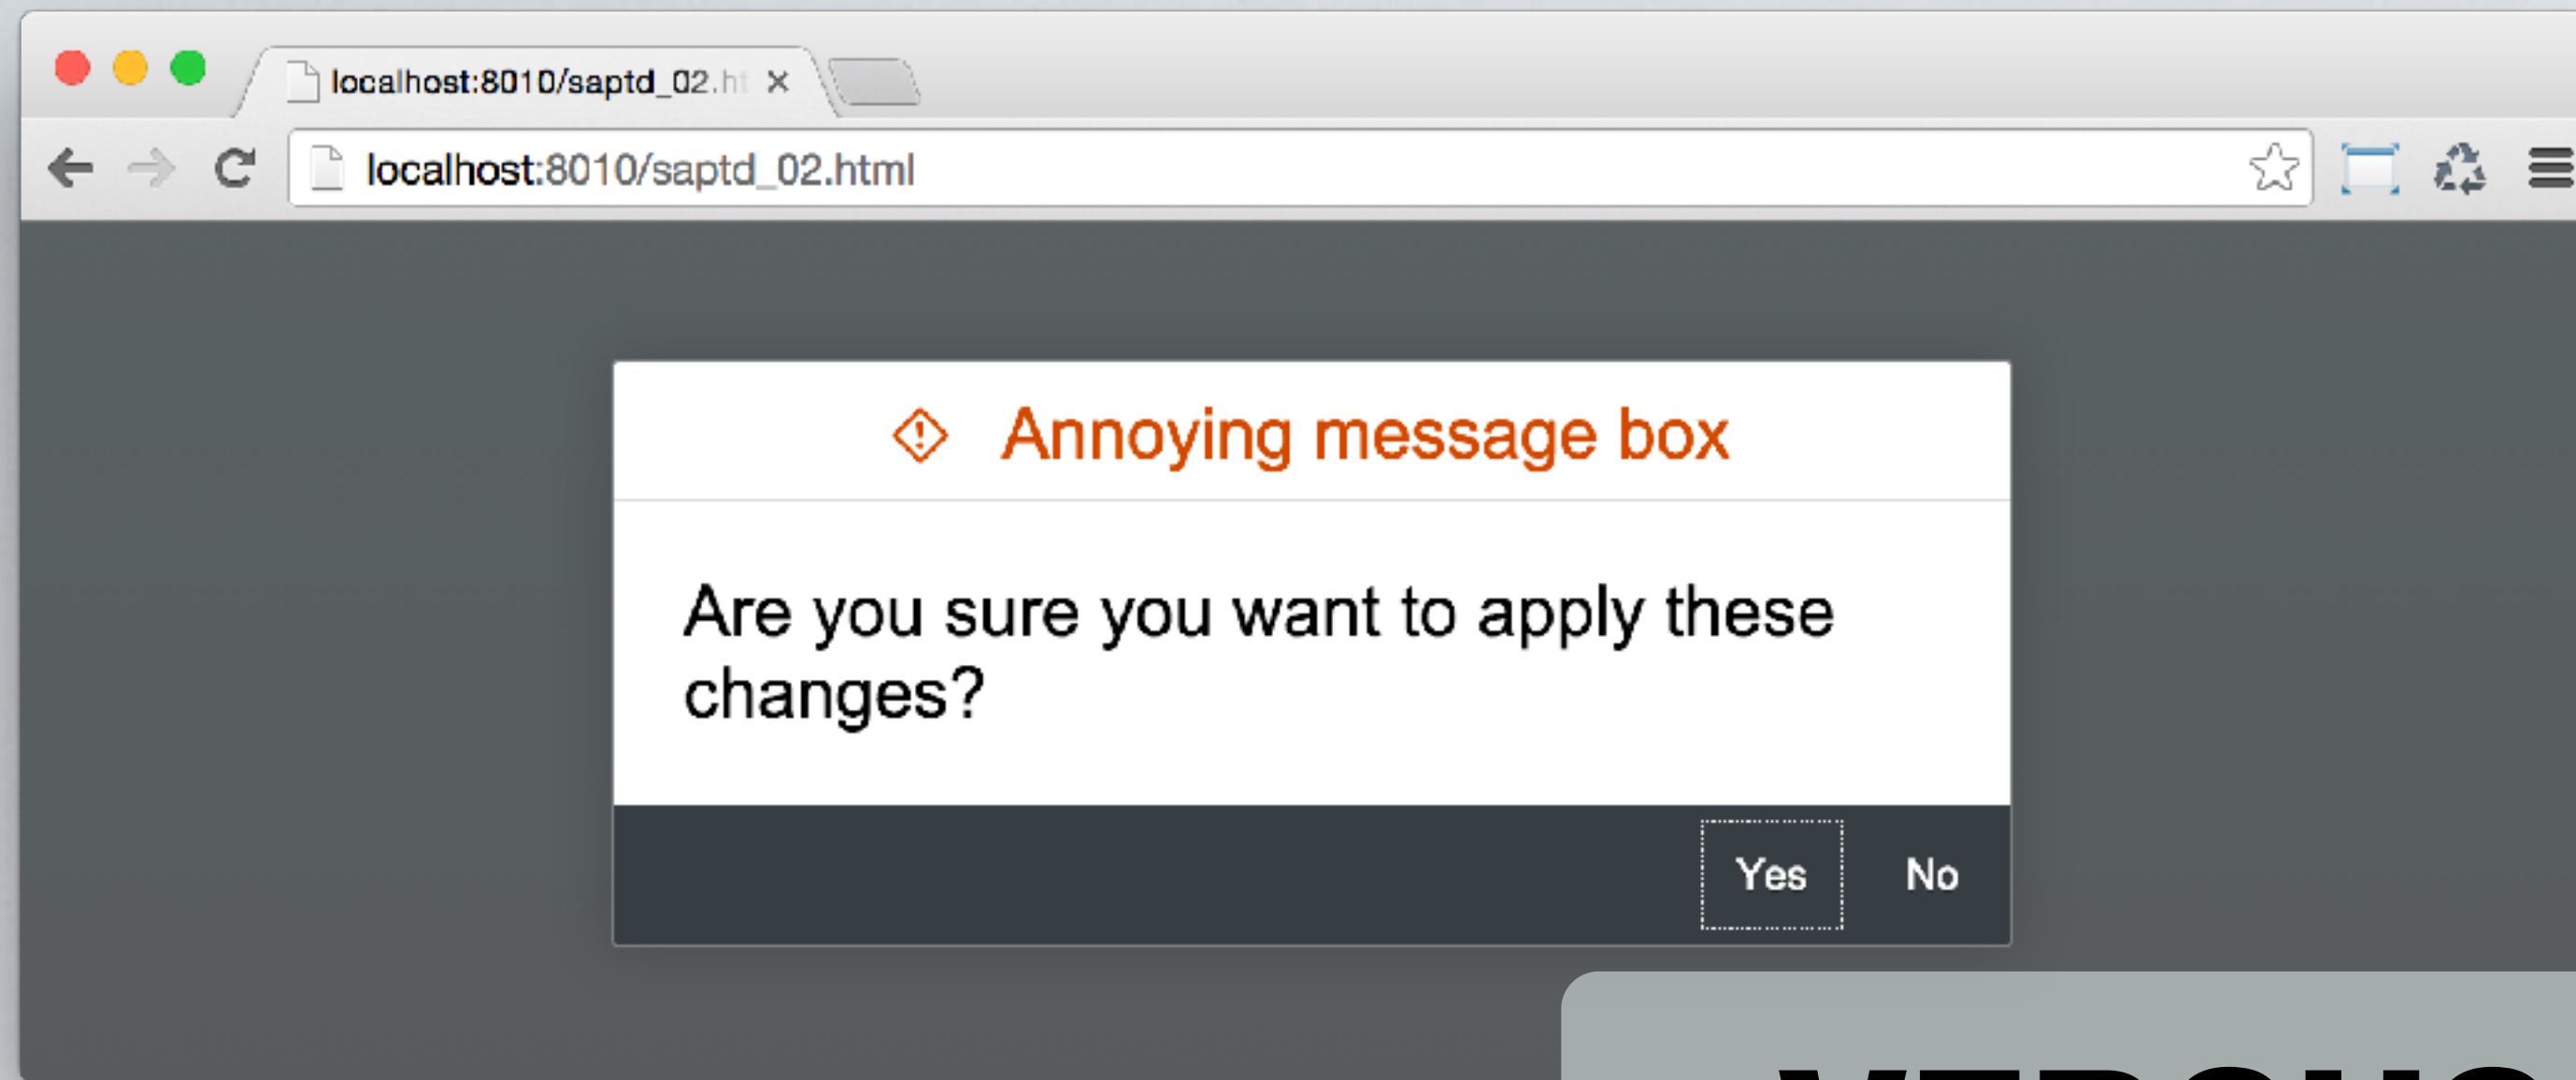 localhost:8010/saptd_02.ht
localhost:8010/saptd_02.html
Annoying message box
Are you sure you want to apply these
changes?
Yes No